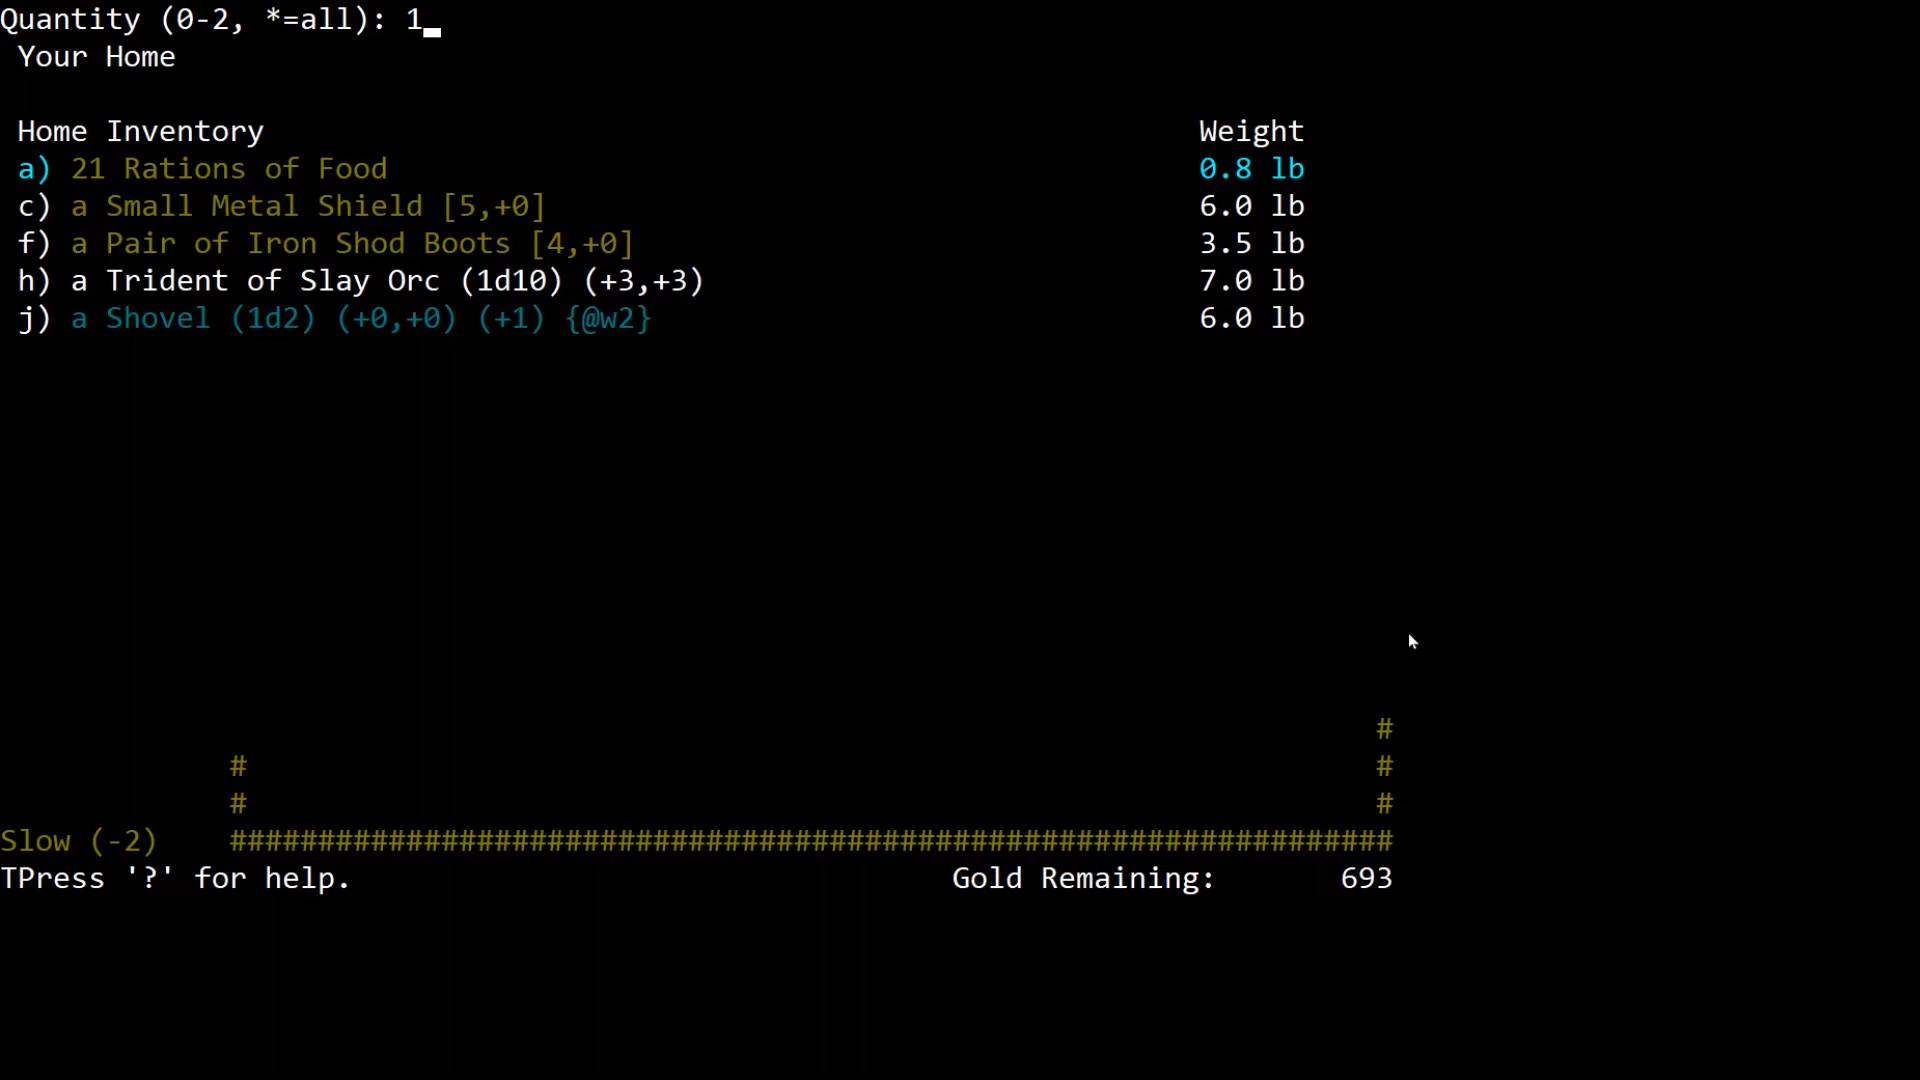 Quantity (0-2, *=all): 1_
Your Home
Home Inventory Weight
a) 21 Rations of Food 0.8 lb
c) a Small Metal Shield [5,+0] 6.0 lb
f) a Pair of Iron Shod Boots [4,+0] 3.5 lb
h) a Trident of Slay Orc (1d10) (+3,+3) 7.0 lb
j) a Shovel (1d2) (+0,+0) (+1) {@w2} 6.0 lb
#
# #
# #
Slow (-2) ##################################################################
TPress '?' for help. Gold Remaining: 693